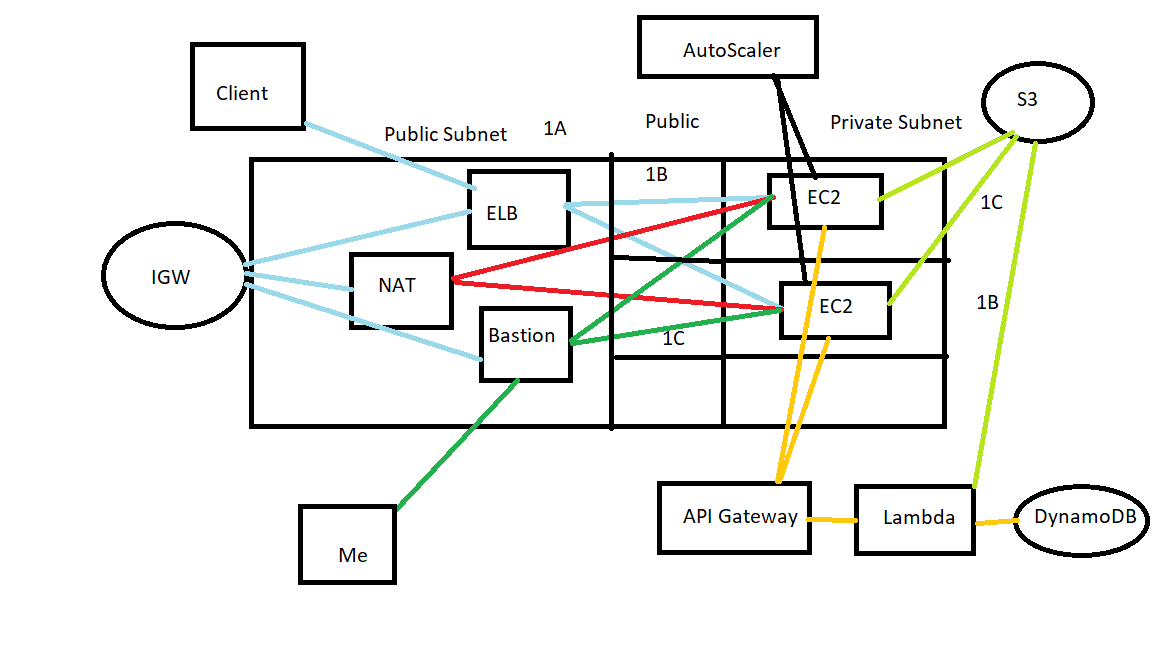 AutoScaler
Client
S3
Public Subnet
1A
Public
Private Subnet
1B
EC2
1C
ELB
IGW
NAT
EC2
1B
Bastion
1C
API Gateway
Lambda
DynamoDB
Me